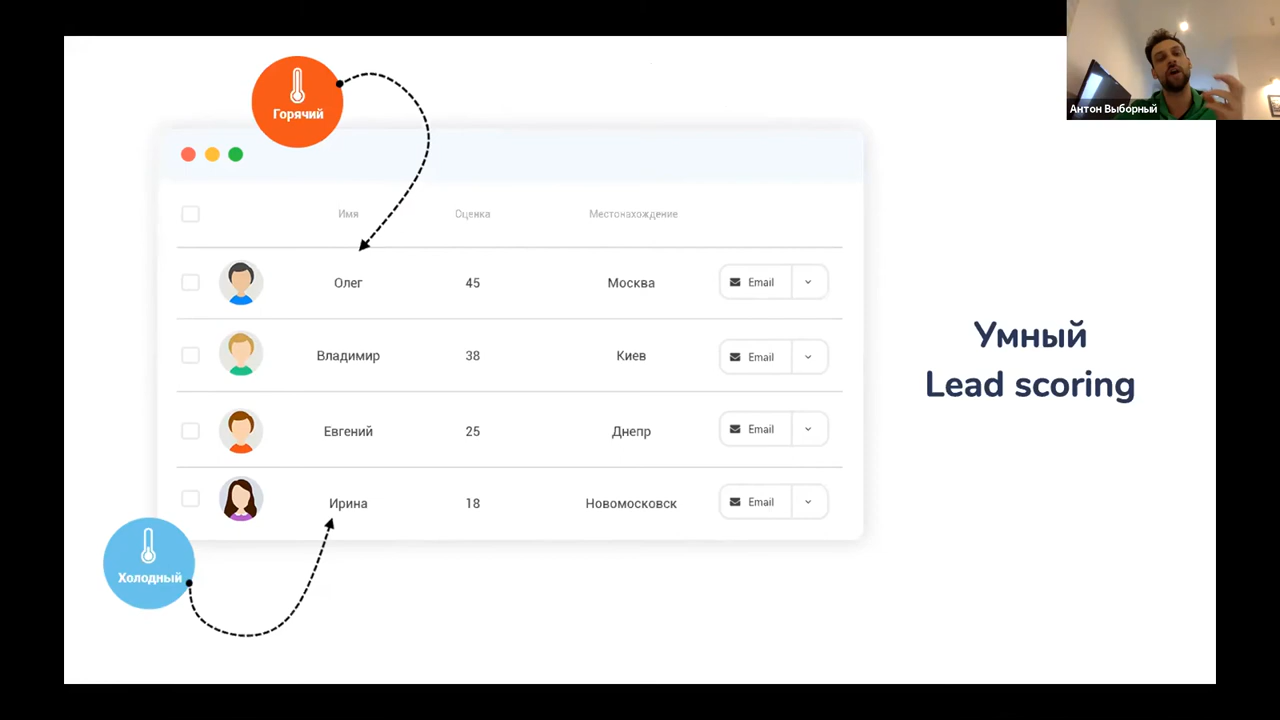 Горячий
Антон Выборный
Имя Оценка Местонахождение
Олег 45 Москва Email
Владимир 38 Киев Email
Евгений 25 Днепр Email
Ирина 18 Новомосковск Email
Холодный
Умный
Lead scoring